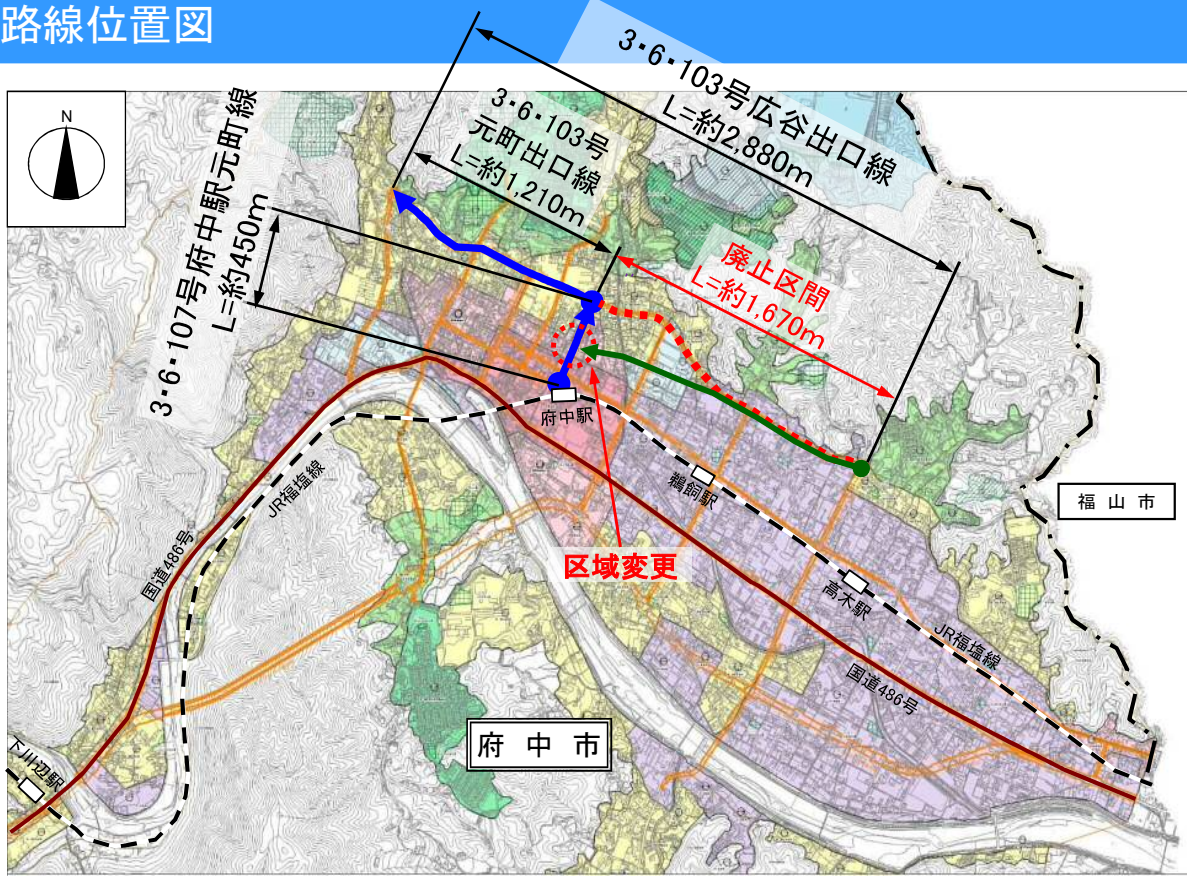 路線位置図
N
3・6・103号広谷出口線
L=約2,880m
3・6・103号
元町出口線
L=約1,210m
3・6・107号府中駅元町線
L=約450m
廃止区間
L=約1,670m
府中駅
鵜飼駅
福山市
区域変更
JR福塩線
国道486号
高木駅
JR福塩線
国道486号
府中市
下川辺駅